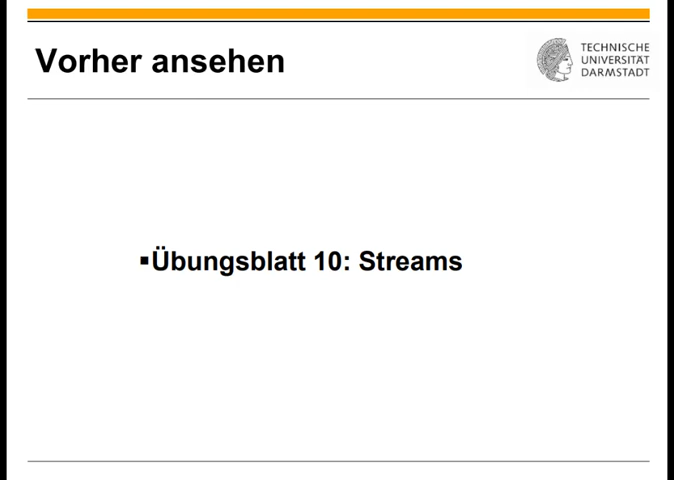 Vorher ansehen
TECHNISCHE
UNIVERSITÄT
DARMSTADT
▪Übungsblatt 10: Streams